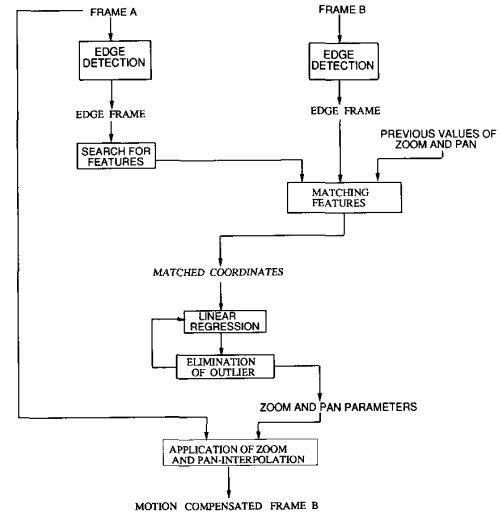 FRAME A
FRAME B
EDGE
DETECTION
EDGE
DETECTION
EDGE FRAME
EDGE FRAME
PREVIOUS VALUES OF
ZOOM AND PAN
SEARCH FOR
FEATURES
MATCHING
FEATURES
MATCHED COORDINATES
LINEAR
REGRESSION
ELIMINATION
OF OUTLIER
ZOOM AND PAN PARAMETERS
APPLICATION OF ZOOM
AND PAN-INTERPOLATION
MOTION COMPENSATED FRAME B